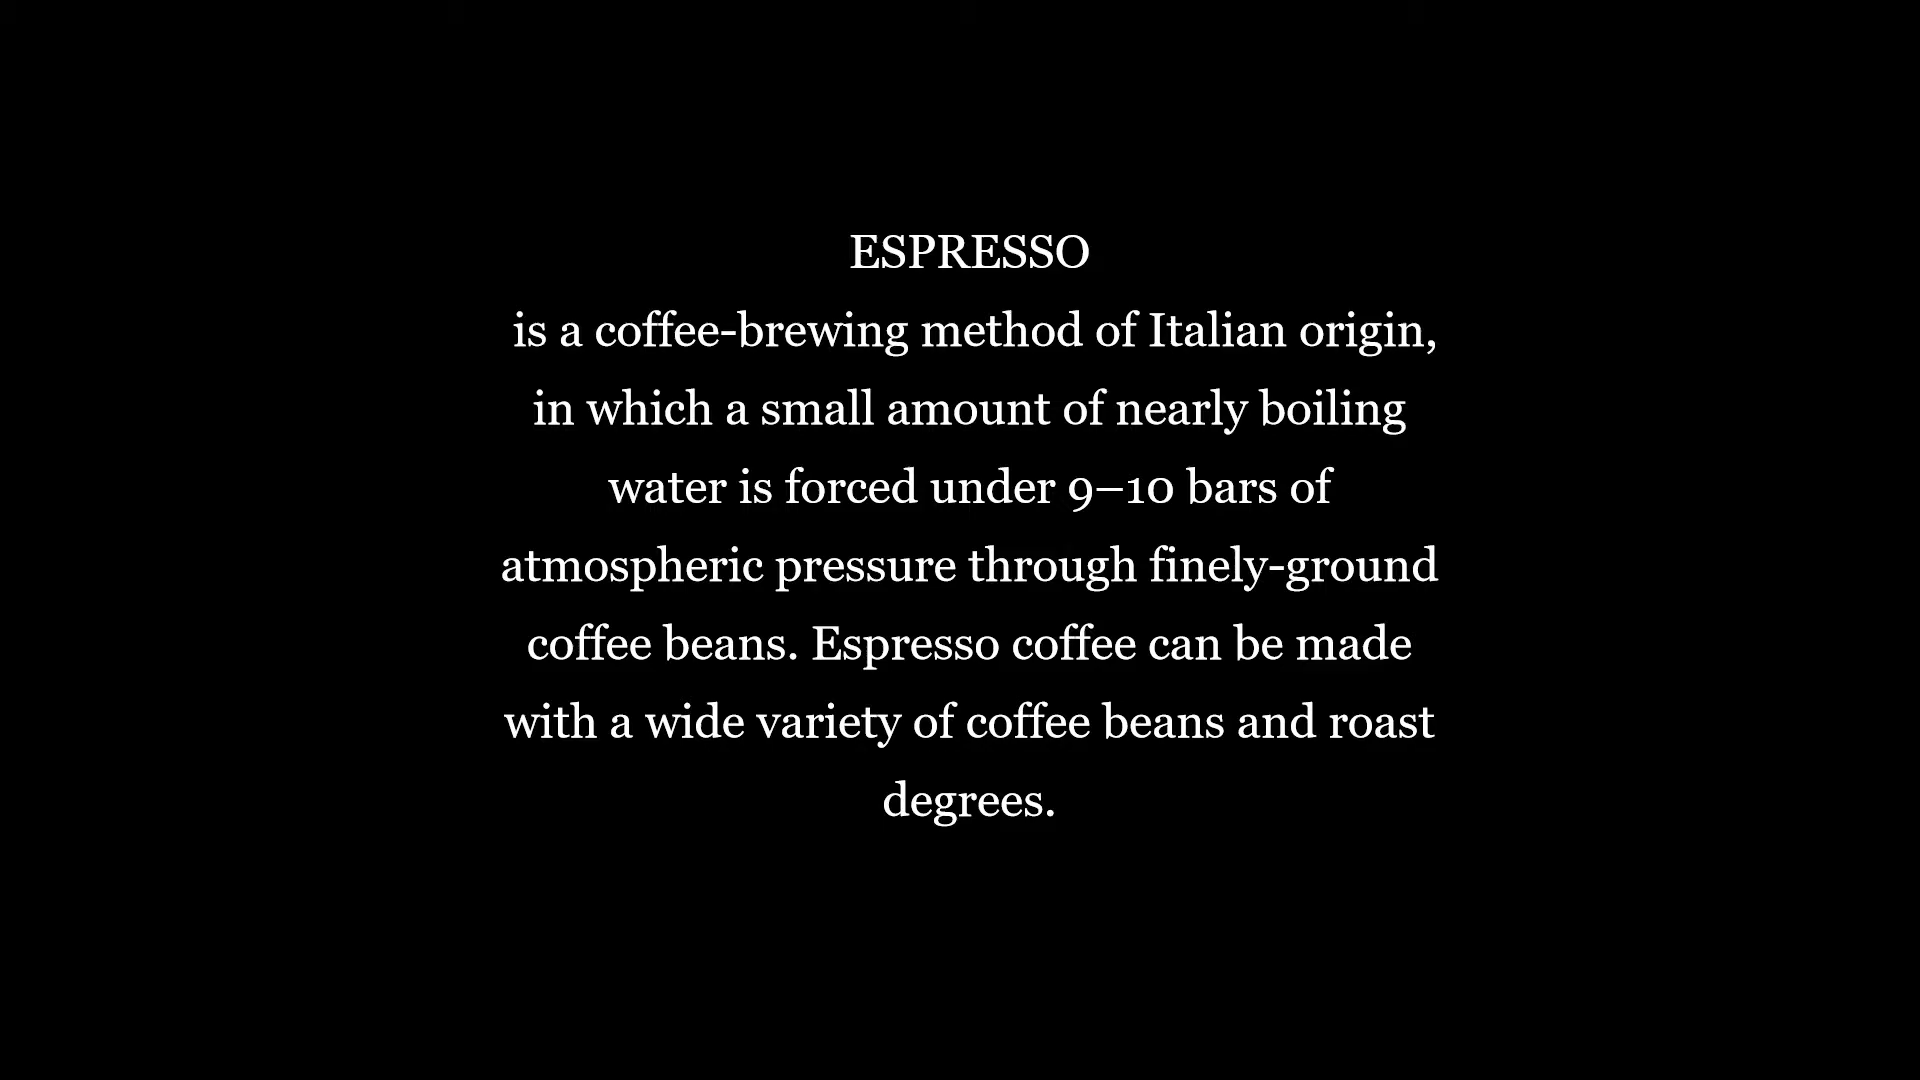 ESPRESSO
is a coffee-brewing method of Italian origin,
in which a small amount of nearly boiling
water is forced under 9–10 bars of
atmospheric pressure through finely-ground
coffee beans. Espresso coffee can be made
with a wide variety of coffee beans and roast
degrees.